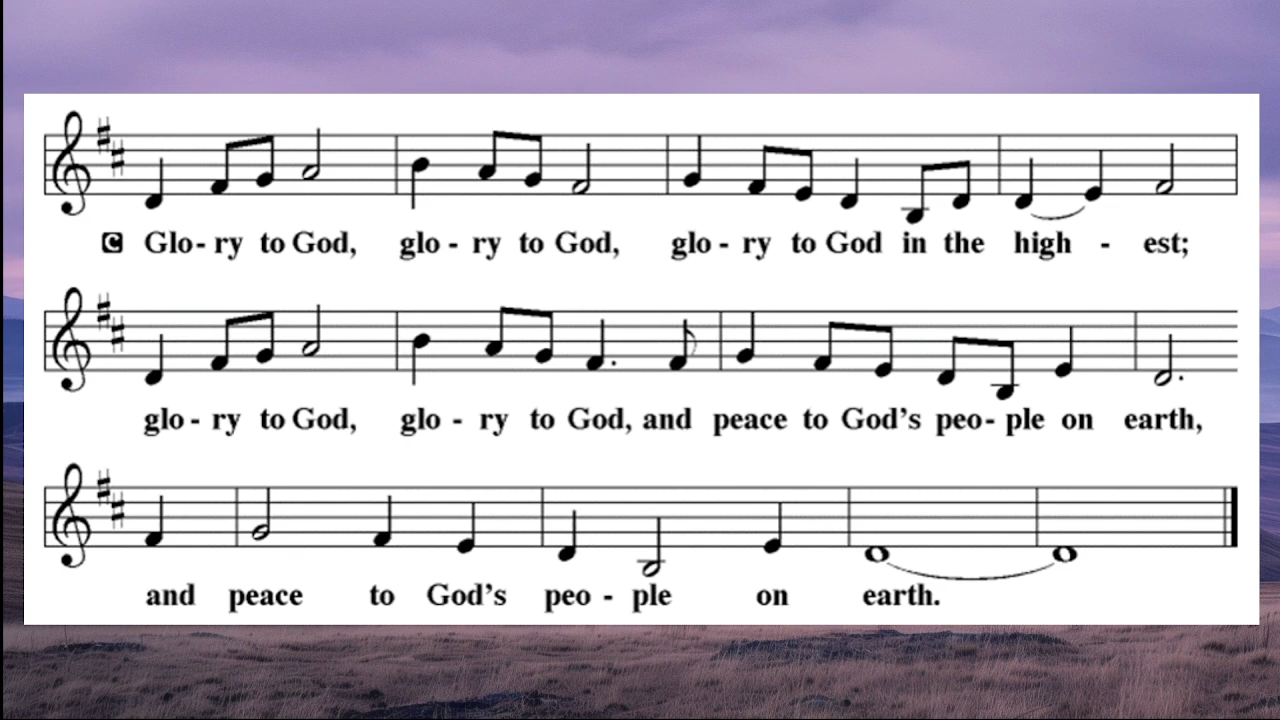 C Glo - ry to God, glo - ry to God, glo - ry to God in the high - est;
glo - ry to God, glo - ry to God, and peace to God's peo - ple on earth,
and peace to God's peo - ple on earth.